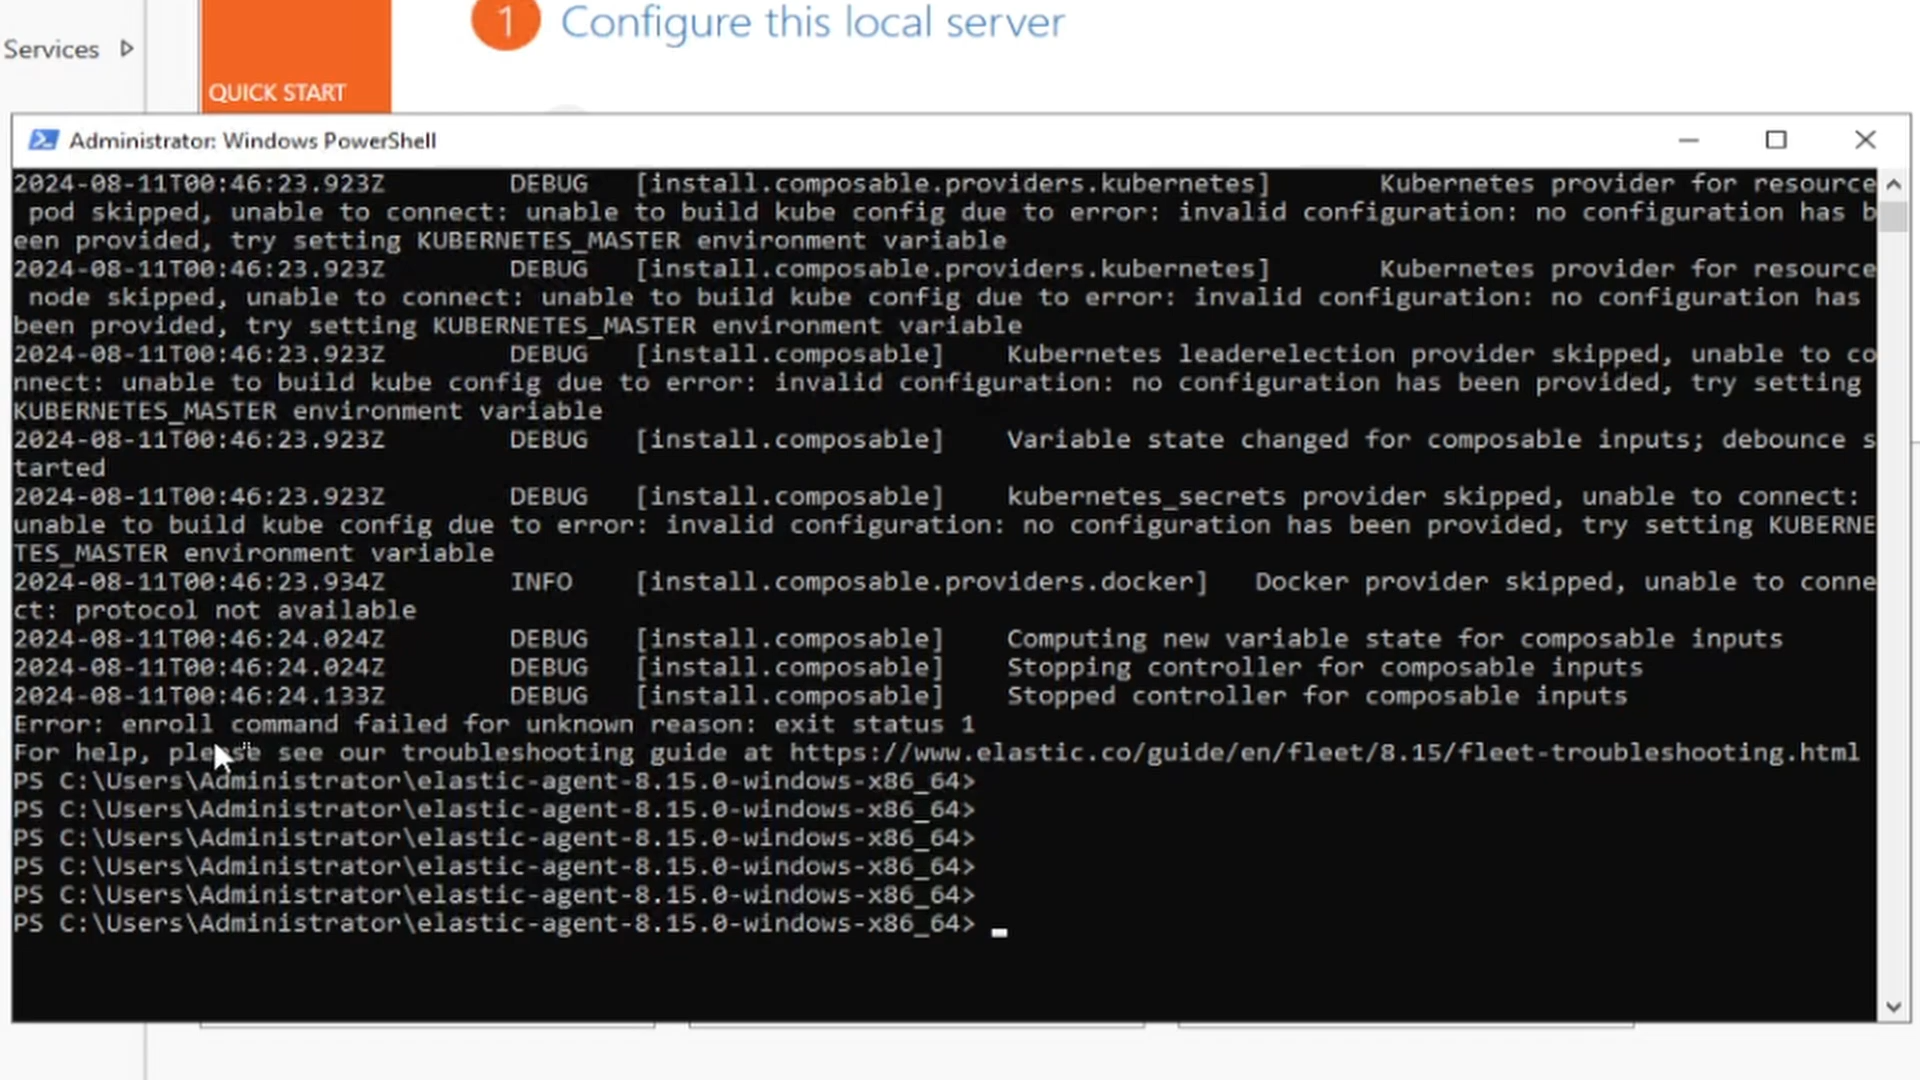 Services
QUICK START
1 Configure this local server
Administrator: Windows PowerShell
2024-08-11T00:46:23.923Z        DEBUG   [install.composable.providers.kubernetes]       Kubernetes provider for resource
 pod skipped, unable to connect: unable to build kube config due to error: invalid configuration: no configuration has b
een provided, try setting KUBERNETES_MASTER environment variable
2024-08-11T00:46:23.923Z        DEBUG   [install.composable.providers.kubernetes]       Kubernetes provider for resource
 node skipped, unable to connect: unable to build kube config due to error: invalid configuration: no configuration has
been provided, try setting KUBERNETES_MASTER environment variable
2024-08-11T00:46:23.923Z        DEBUG   [install.composable]    Kubernetes leaderelection provider skipped, unable to co
nnect: unable to build kube config due to error: invalid configuration: no configuration has been provided, try setting
KUBERNETES_MASTER environment variable
2024-08-11T00:46:23.923Z        DEBUG   [install.composable]    Variable state changed for composable inputs; debounce s
tarted
2024-08-11T00:46:23.923Z        DEBUG   [install.composable]    kubernetes_secrets provider skipped, unable to connect:
unable to build kube config due to error: invalid configuration: no configuration has been provided, try setting KUBERNE
TES_MASTER environment variable
2024-08-11T00:46:23.934Z        INFO    [install.composable.providers.docker]   Docker provider skipped, unable to conne
ct: protocol not available
2024-08-11T00:46:24.024Z        DEBUG   [install.composable]    Computing new variable state for composable inputs
2024-08-11T00:46:24.024Z        DEBUG   [install.composable]    Stopping controller for composable inputs
2024-08-11T00:46:24.133Z        DEBUG   [install.composable]    Stopped controller for composable inputs
Error: enroll command failed for unknown reason: exit status 1
For help, please see our troubleshooting guide at https://www.elastic.co/guide/en/fleet/8.15/fleet-troubleshooting.html
PS C:\Users\Administrator\elastic-agent-8.15.0-windows-x86_64>
PS C:\Users\Administrator\elastic-agent-8.15.0-windows-x86_64>
PS C:\Users\Administrator\elastic-agent-8.15.0-windows-x86_64>
PS C:\Users\Administrator\elastic-agent-8.15.0-windows-x86_64>
PS C:\Users\Administrator\elastic-agent-8.15.0-windows-x86_64>
PS C:\Users\Administrator\elastic-agent-8.15.0-windows-x86_64>